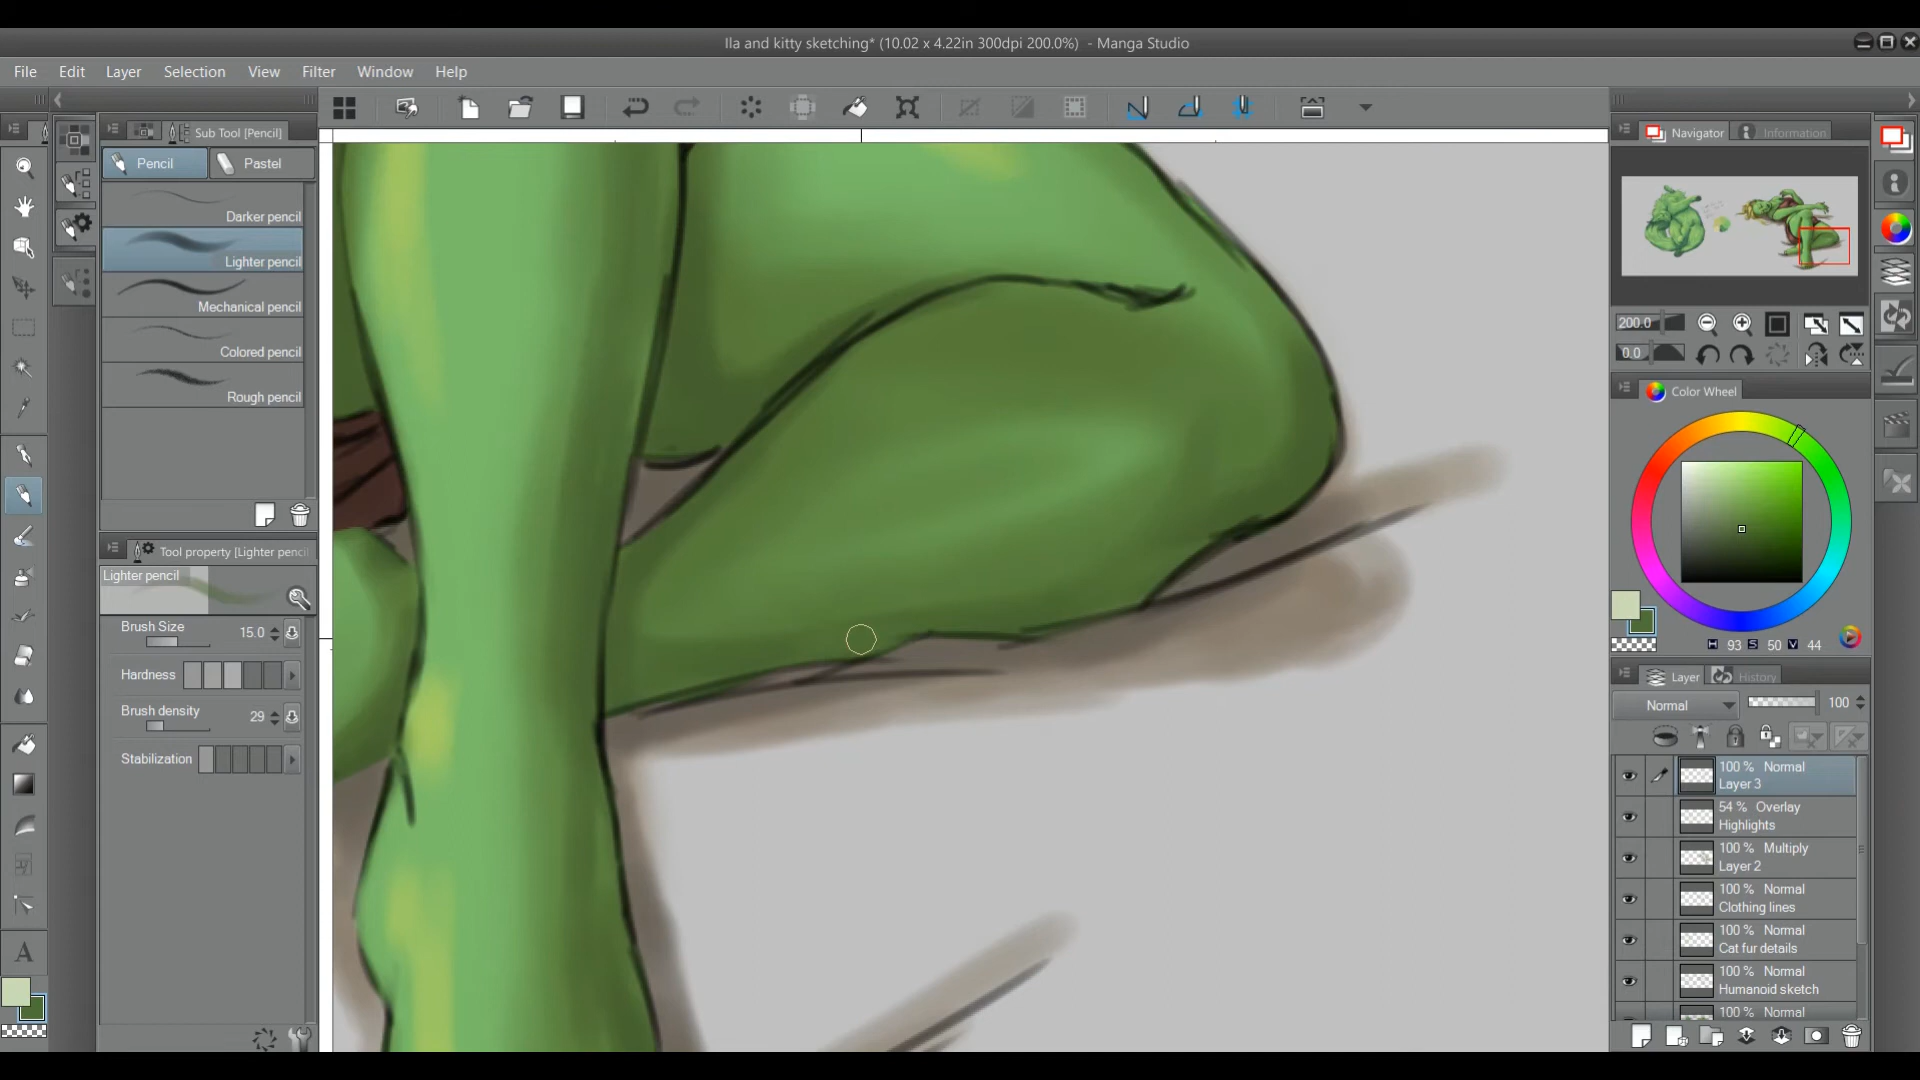 Ila and kitty sketching* (10.02 x 4.22in 300dpi 200.0%) - Manga Studio
File Edit Layer Selection View Filter Window Help
Sub Tool [Pencil]
Pencil Pastel
Darker pencil
Lighter pencil
Mechanical pencil
Colored pencil
Rough pencil
Tool property [Lighter penci
Lighter pencil
Brush Size 15.0
Hardness
Brush density 29
Stabilization
Navigator Information
200.0
0.0
Color Wheel
H 93 S 50 V 44
Layer History
Normal 100
100 % Normal
Layer 3
54 % Overlay
Highlights
100 % Multiply
Layer 2
100 % Normal
Clothing lines
100 % Normal
Cat fur details
100 % Normal
Humanoid sketch
100 % Normal